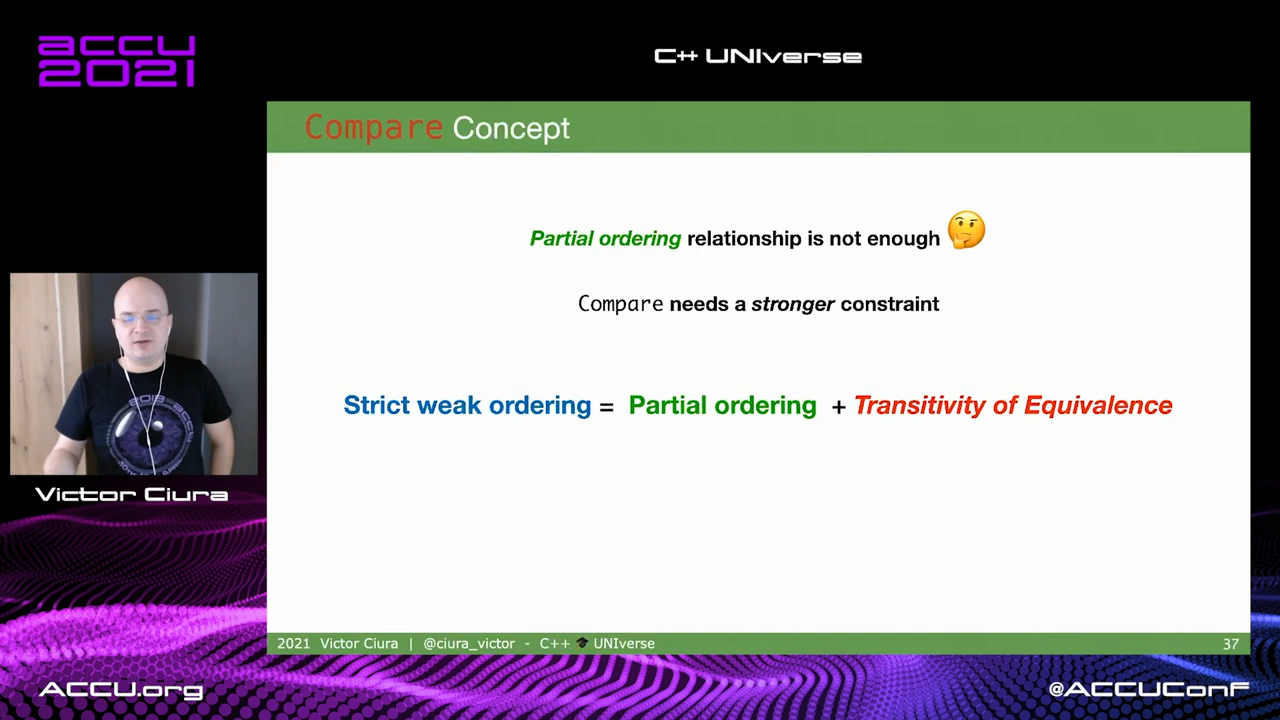 accu
2021
C++ UNIverse
Compare Concept
Partial ordering relationship is not enough 🤔
Compare needs a stronger constraint
Strict weak ordering = Partial ordering + Transitivity of Equivalence
Victor Ciura
2021 Victor Ciura | @ciura_victor - C++ 🎓 UNIverse
37
ACCU.org
@ACCUConf